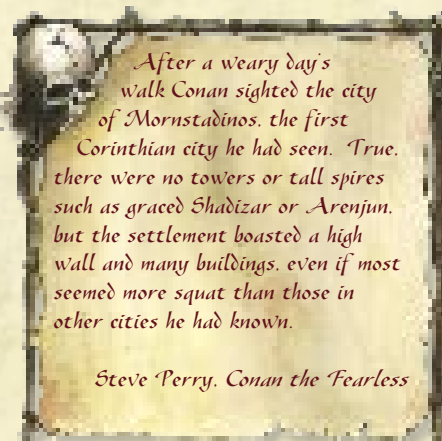 After a weary day's
walk Conan sighted the city
of Mornstadinos, the first
Corinthian city he had seen. True,
there were no towers or tall spires
such as graced Shadizar or Arenjun,
but the settlement boasted a high
wall and many buildings, even if most
seemed more squat than those in
other cities he had known.
Steve Perry, Conan the Fearless